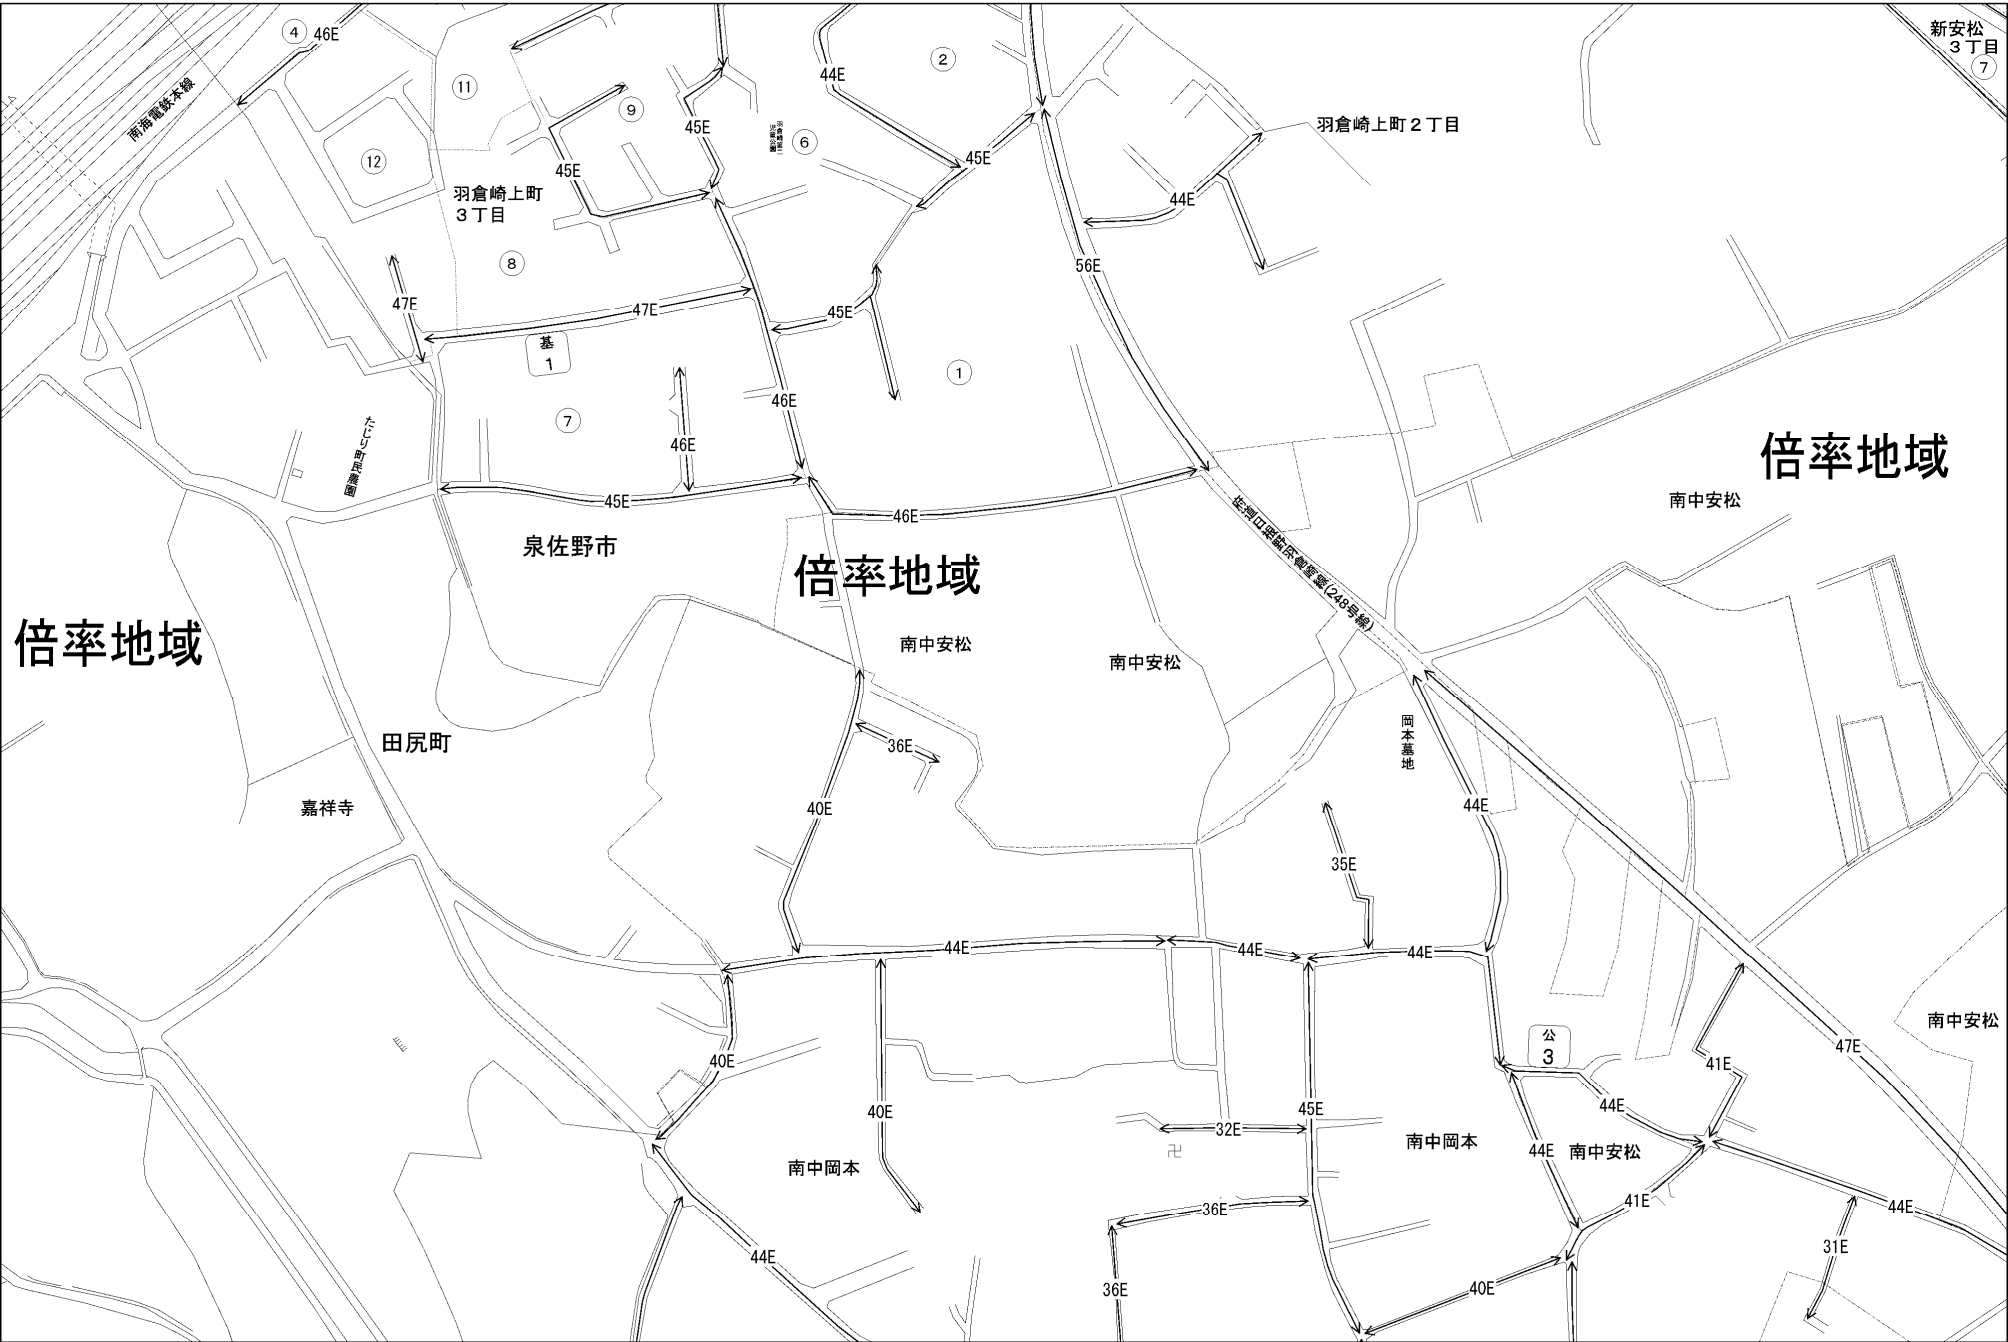 新安松
3丁目
⑦
④
46E
⑪
②
44E
⑨
45E
南海電鉄本線
⑥
45E
羽倉崎上町2丁目
⑫
45E
羽倉崎上町
3丁目
44E
⑧
56E
47E
47E
45E
基
1
①
46E
⑦
46E
たじり町民農園
倍率地域
南中安松
45E
46E
府道日根野羽倉崎線(248号線)
泉佐野市
倍率地域
倍率地域
南中安松
南中安松
田尻町
36E
岡本墓地
嘉祥寺
40E
44E
35E
44E
44E
44E
南中安松
公
3
47E
40E
41E
40E
45E
44E
32E
南中岡本
44E
南中安松
南中岡本
36E
41E
44E
44E
31E
36E
40E